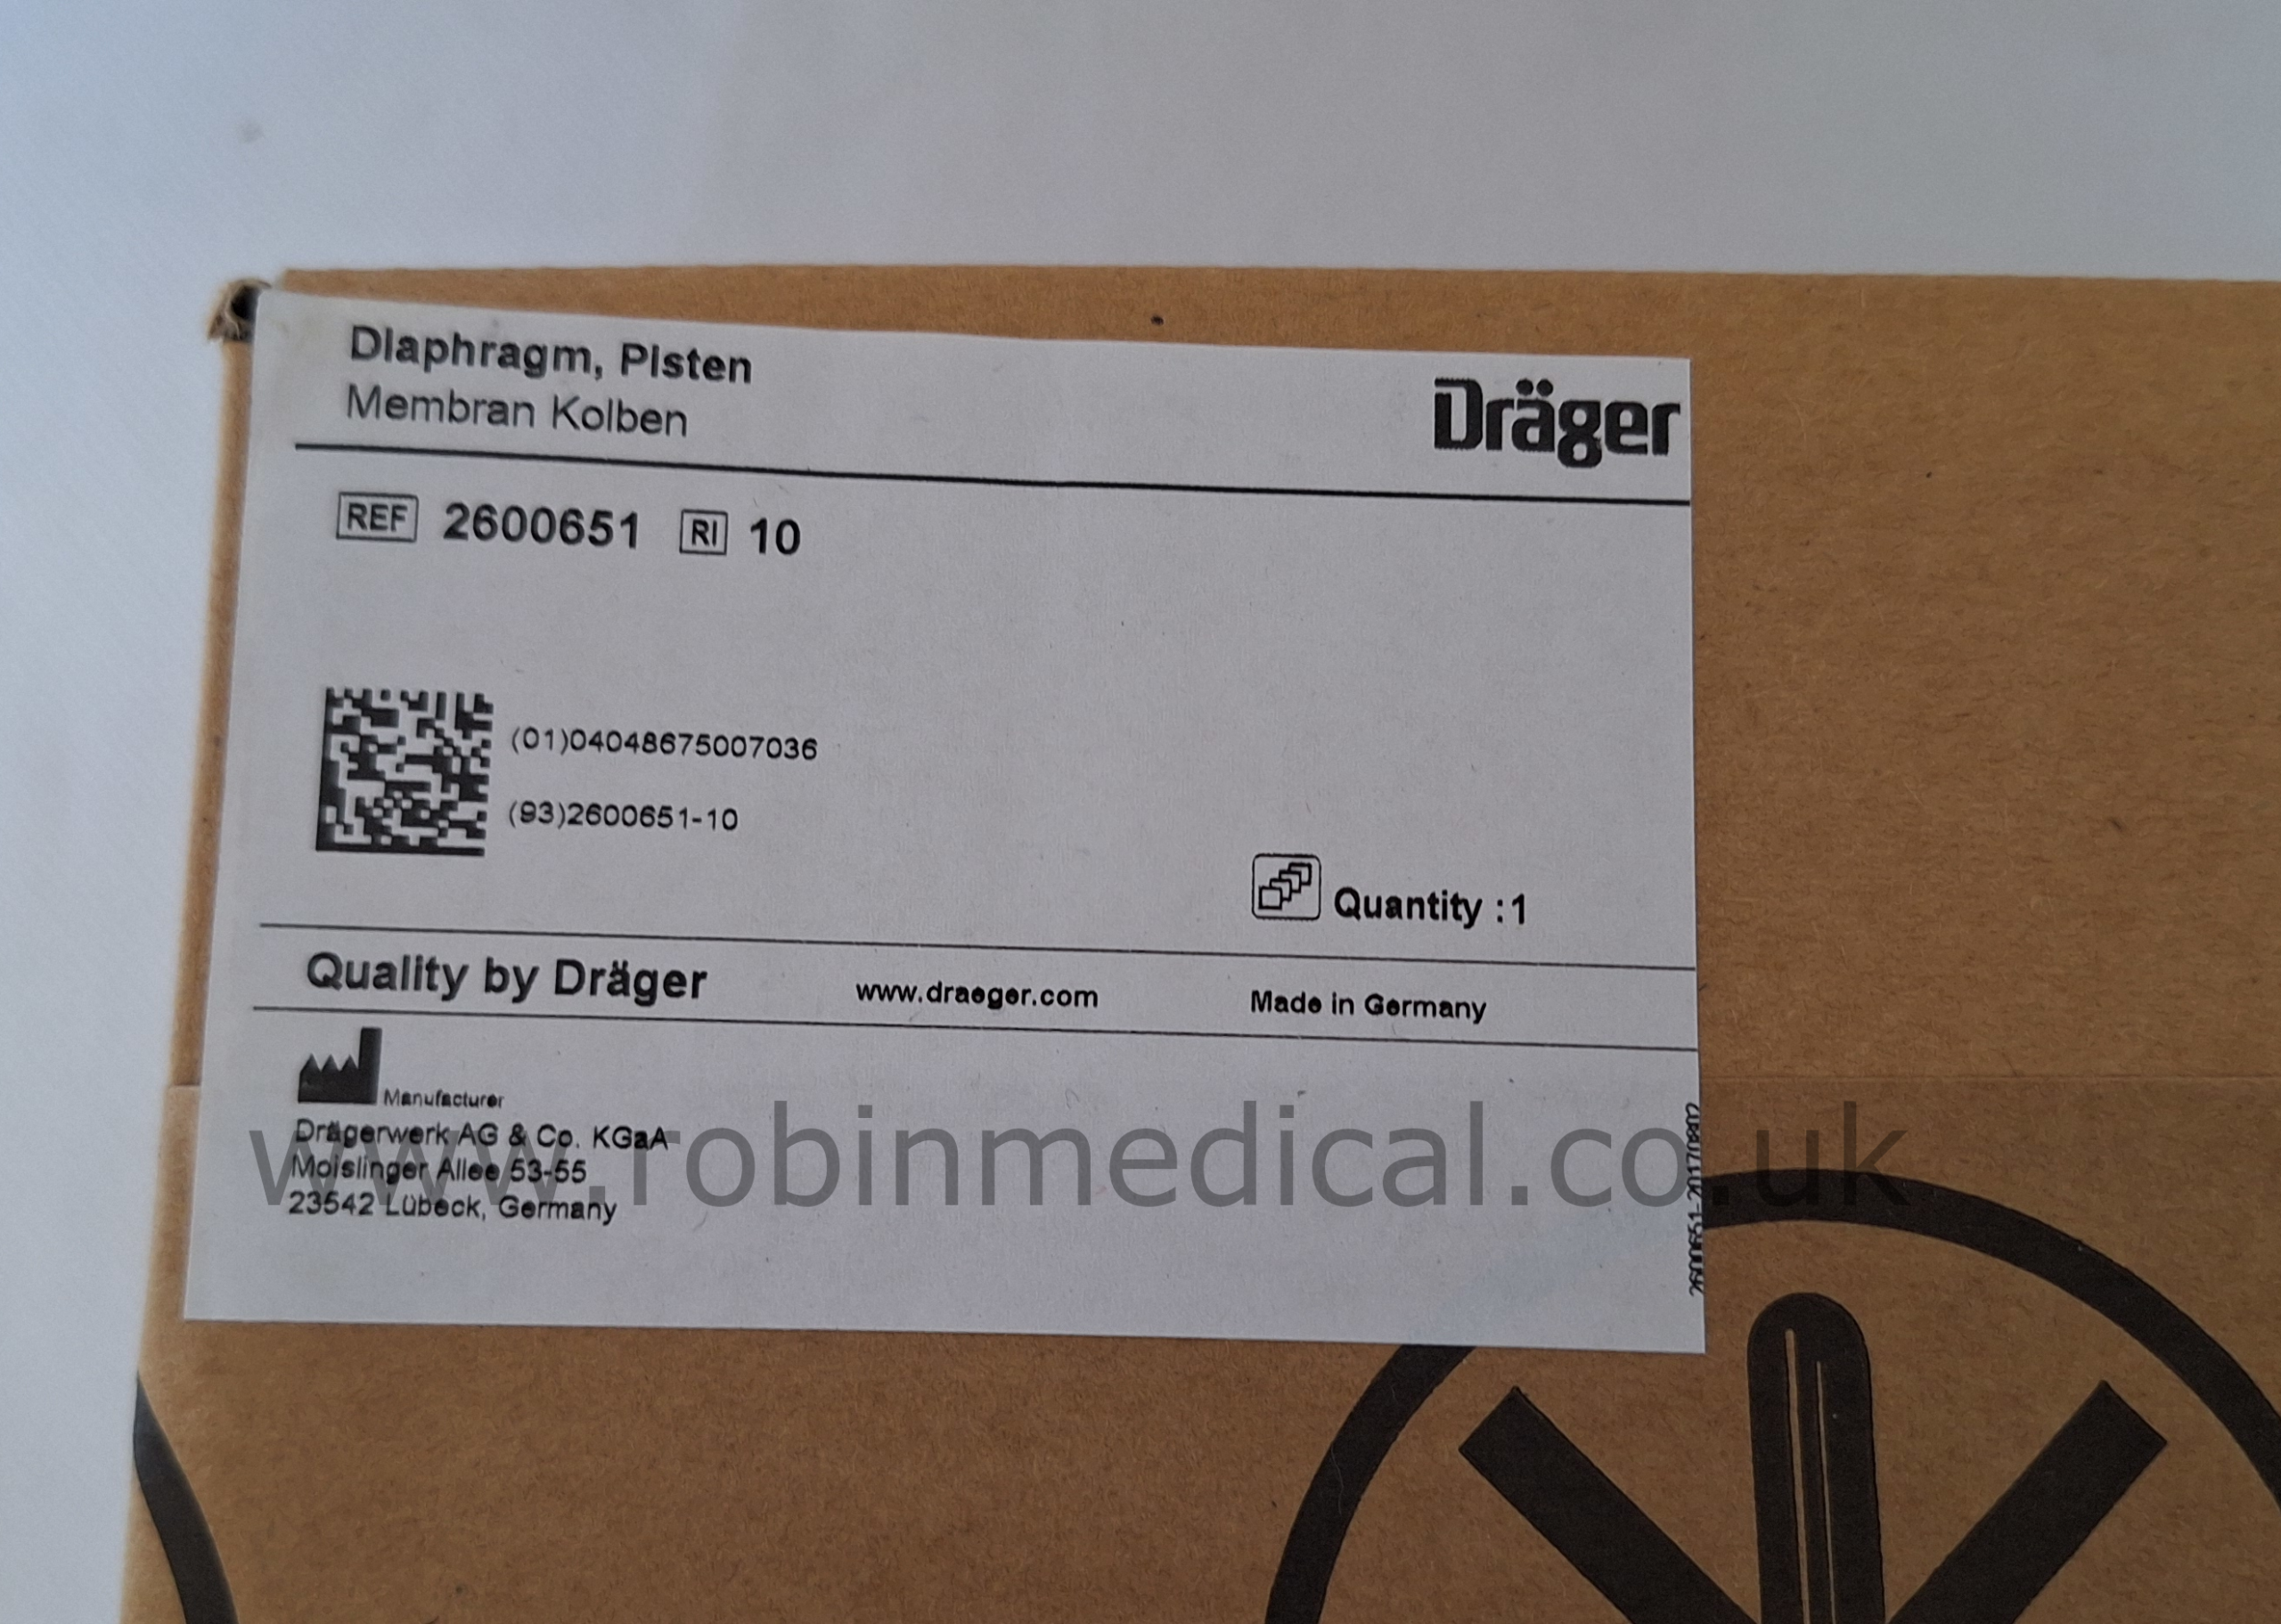 Diaphragm, Pisten
Membran Kolben
Dräger
REF 2600651 RI 10
(01)04048675007036
(93)2600651-10
Quantity :1
Quality by Dräger
www.draeger.com
Made in Germany
Manufacturer
Drägerwerk AG & Co. KGaA
Moislinger Allee 53-55
23542 Lübeck, Germany
2600651-20170802
www.robinmedical.co.uk